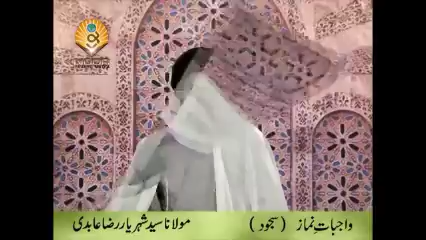 واجبات نماز ( سجود ) مولانا سید شہریار رضا عابدی